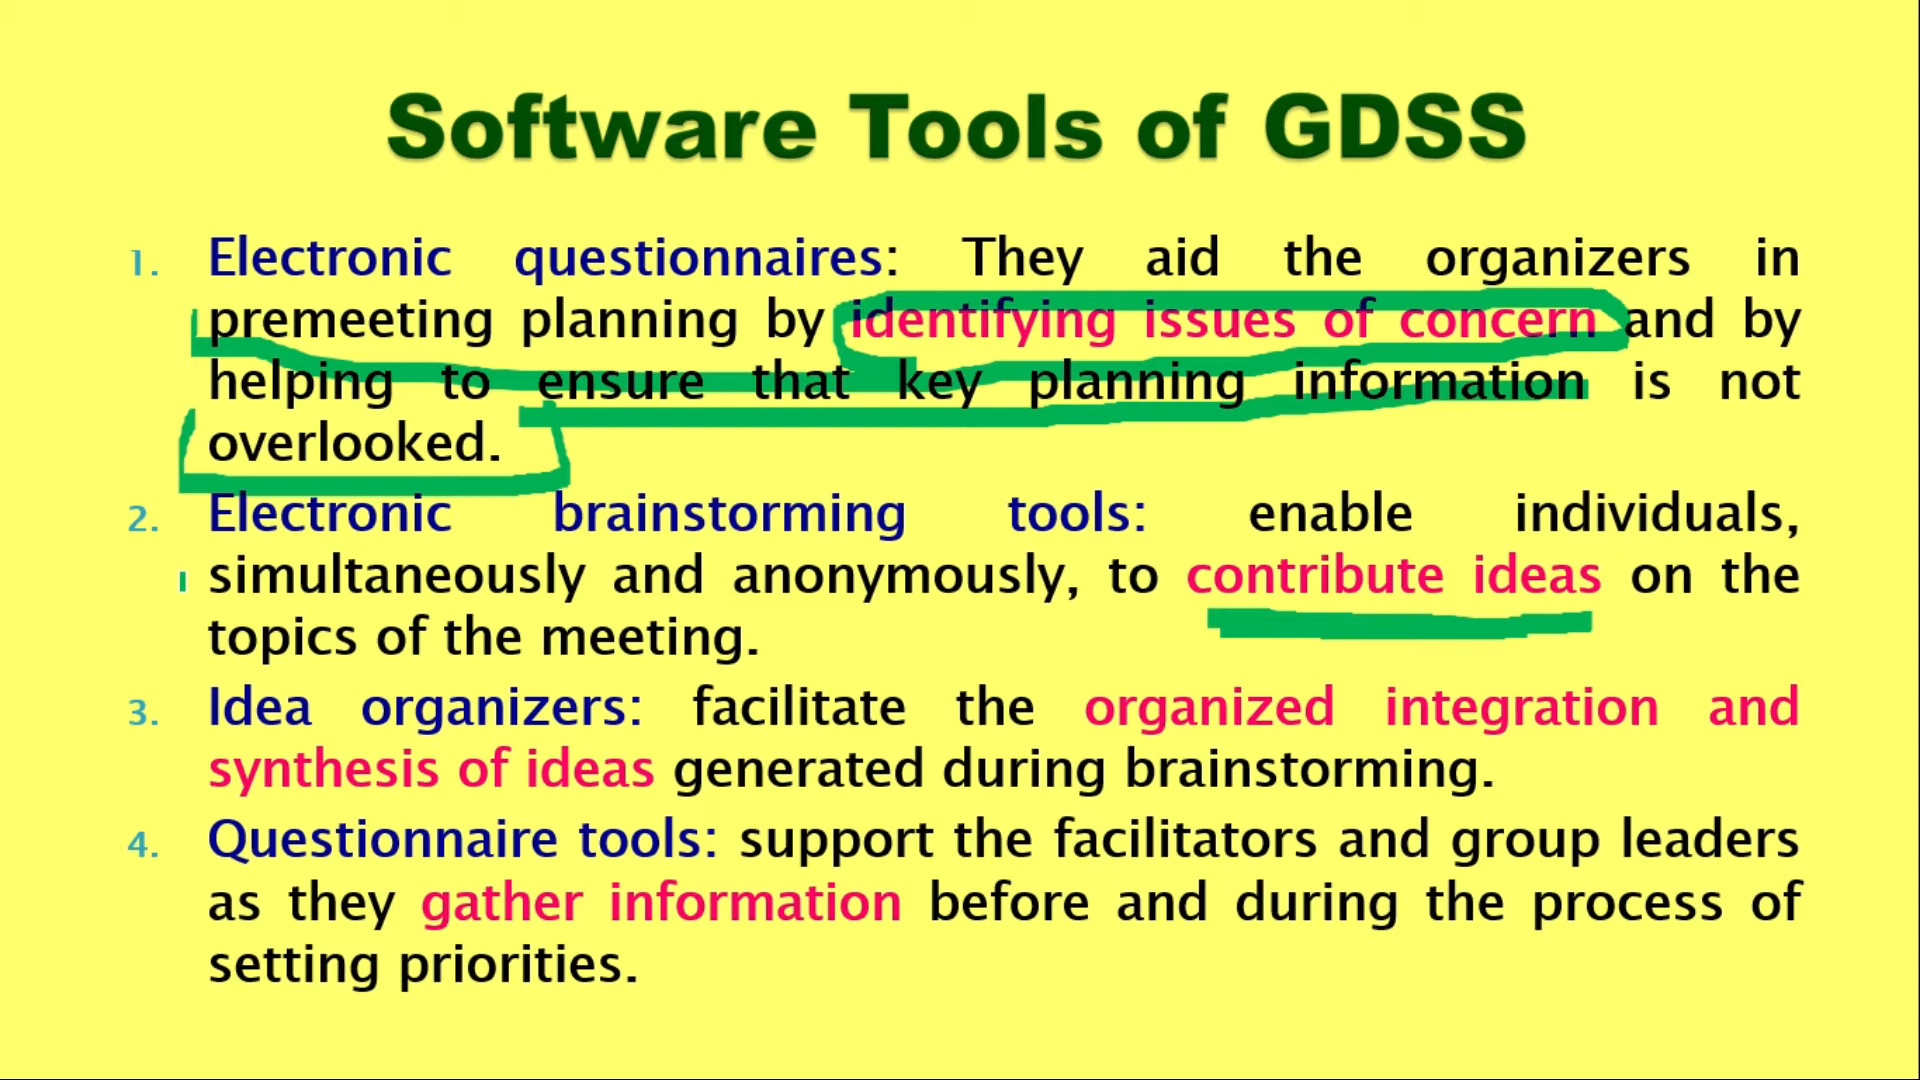 Software Tools of GDSS
1. Electronic questionnaires: They aid the organizers in
premeeting planning by identifying issues of concern and by
helping to ensure that key planning information is not
overlooked.
2. Electronic brainstorming tools: enable individuals,
simultaneously and anonymously, to contribute ideas on the
topics of the meeting.
3. Idea organizers: facilitate the organized integration and
synthesis of ideas generated during brainstorming.
4. Questionnaire tools: support the facilitators and group leaders
as they gather information before and during the process of
setting priorities.